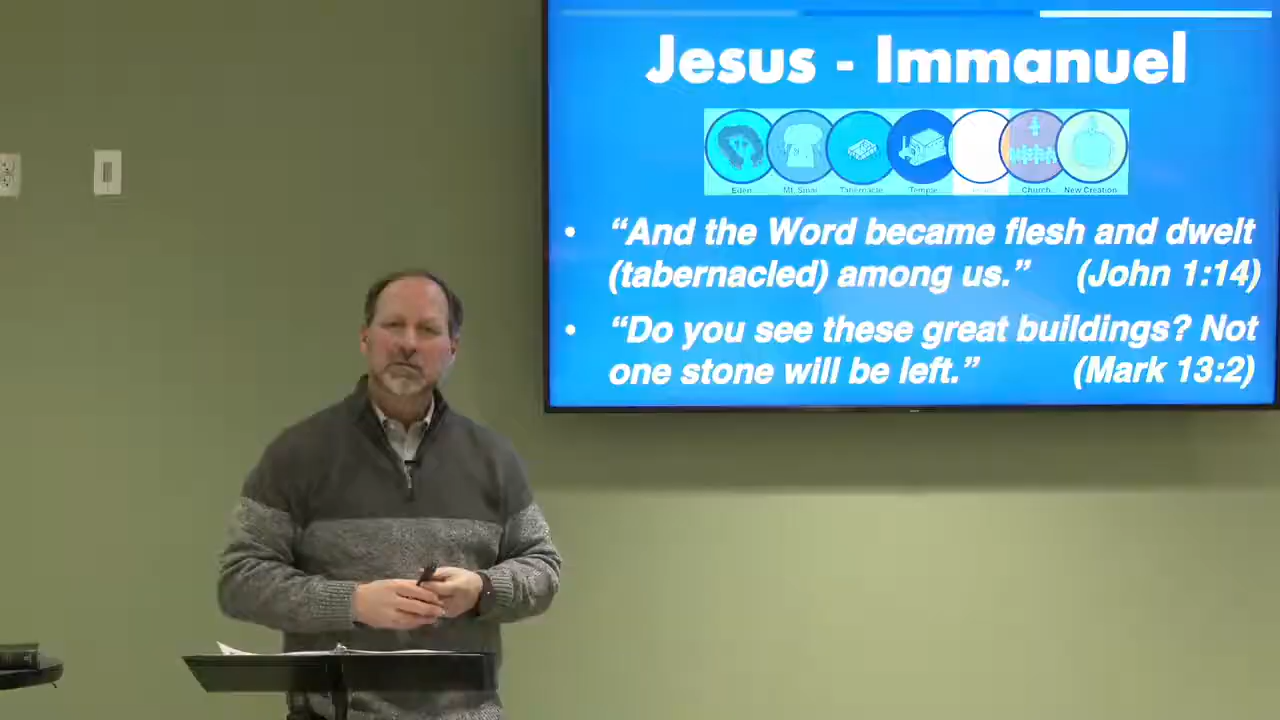 Jesus - Immanuel
Eden Mt. Sinai Tabernacle Temple Church New Creation
• “And the Word became flesh and dwelt
(tabernacled) among us.” (John 1:14)
• “Do you see these great buildings? Not
one stone will be left.” (Mark 13:2)